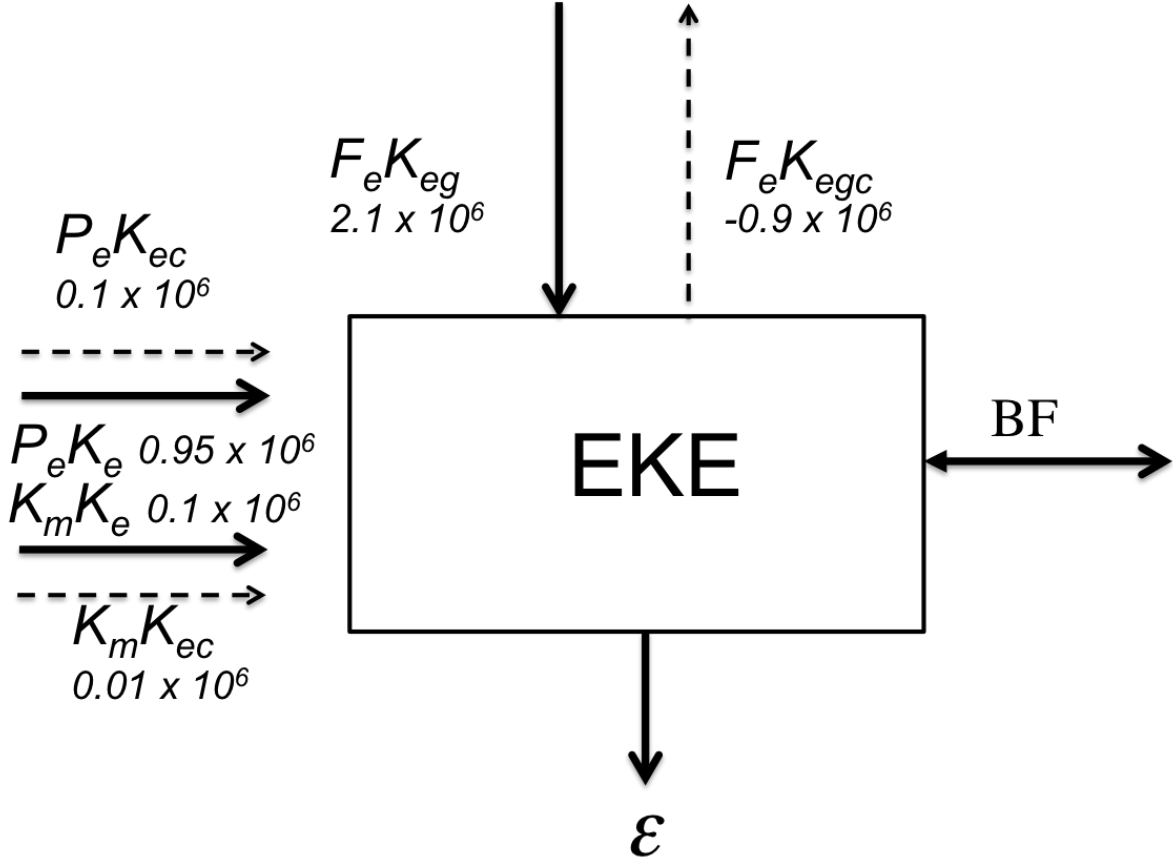 FₑKₑg
2.1 x 10⁶
FₑKₑgc
-0.9 x 10⁶
PₑKₑc
0.1 x 10⁶
PₑKₑ 0.95 x 10⁶
KₘKₑ 0.1 x 10⁶
KₘKₑc
0.01 x 10⁶
EKE
BF
ε